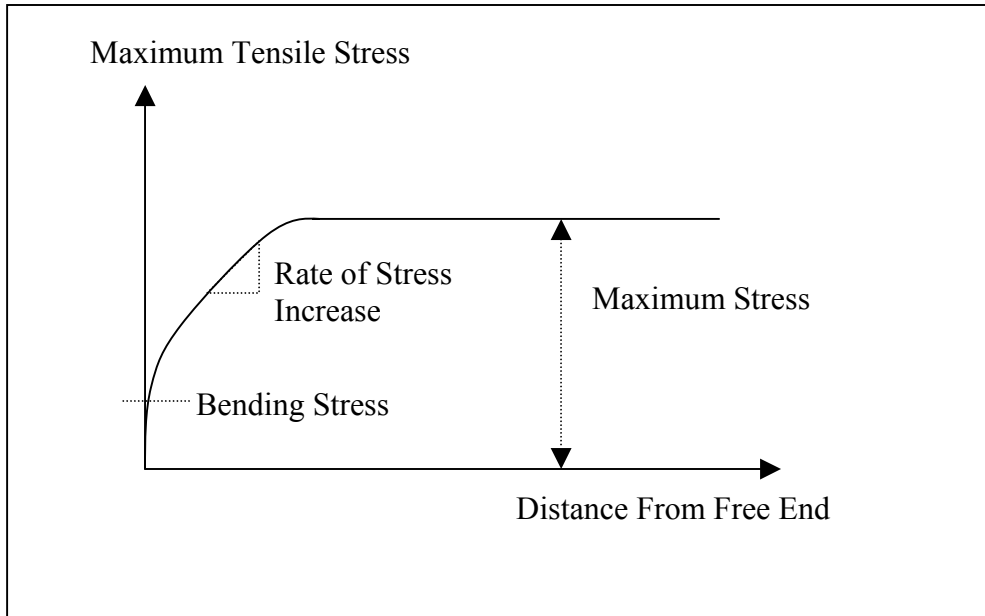 Maximum Tensile Stress
Rate of Stress
Increase
Maximum Stress
Bending Stress
Distance From Free End